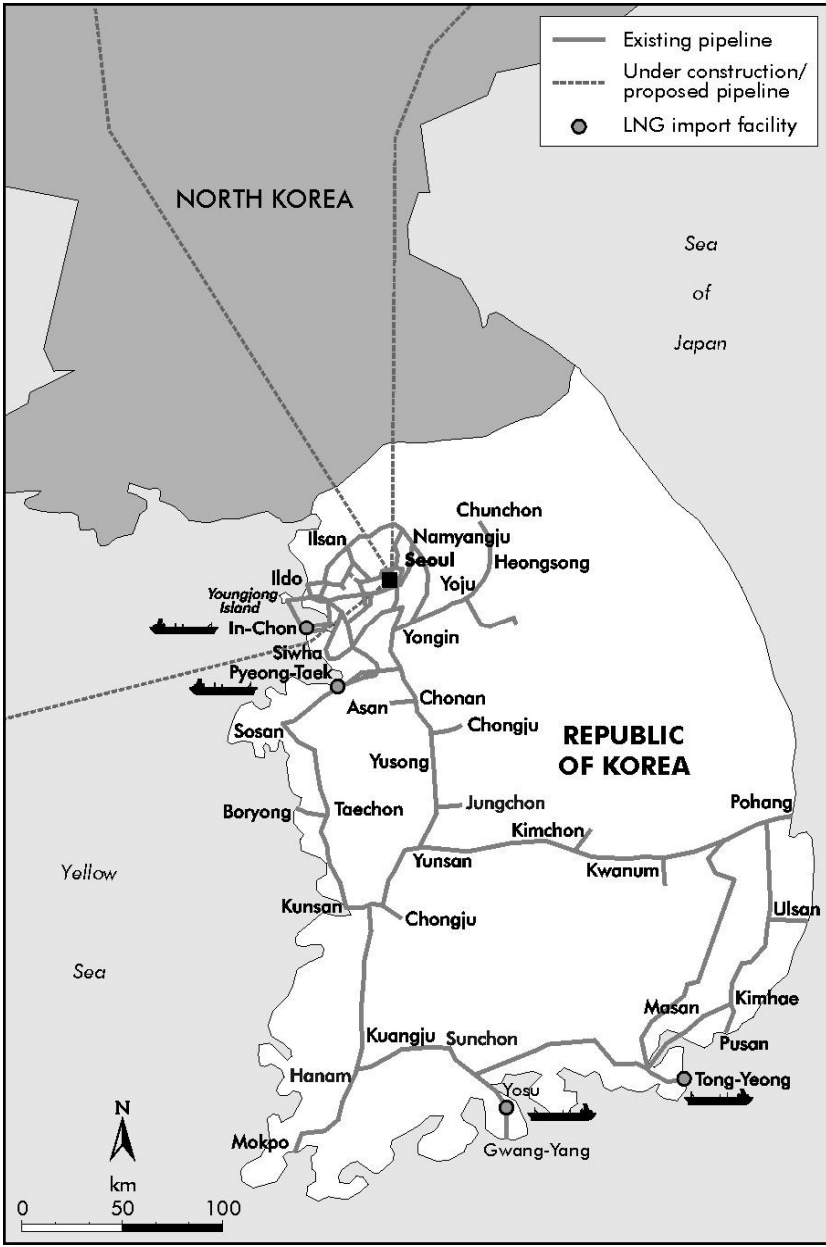 Existing pipeline
Under construction/
proposed pipeline
LNG import facility
NORTH KOREA
Sea
of
Japan
Chunchon
Ilsan
Namyangju
Seoul
Heongsong
Ildo
Yoju
Youngjong
Island
In-Chon
Yongin
Siwha
Pyeong-Taek
Asan
Chonan
Sosan
Chongju
REPUBLIC
OF KOREA
Yusong
Boryong
Taechon
Jungchon
Pohang
Kimchon
Yellow
Yunsan
Kwanum
Kunsan
Chongju
Ulsan
Sea
Masan
Kimhae
Kuangju
Sunchon
Pusan
Hanam
Tong-Yeong
Yosu
N
Mokpo
Gwang-Yang
km
0 50 100